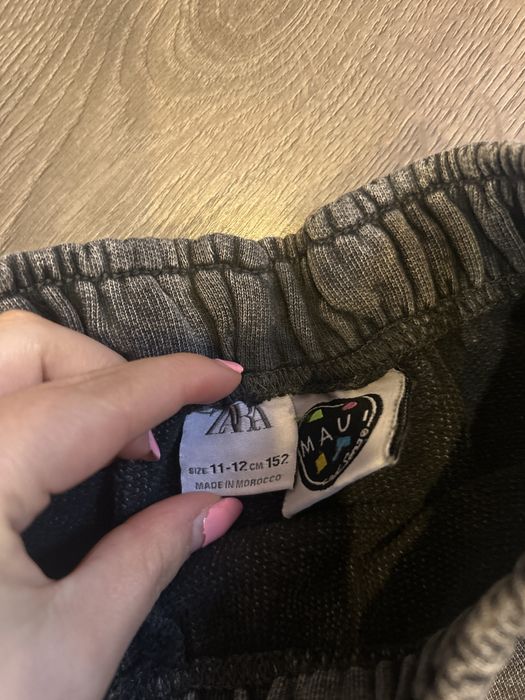 ZARA
SIZE 11-12 CM 152
MADE IN MOROCCO
MAUI